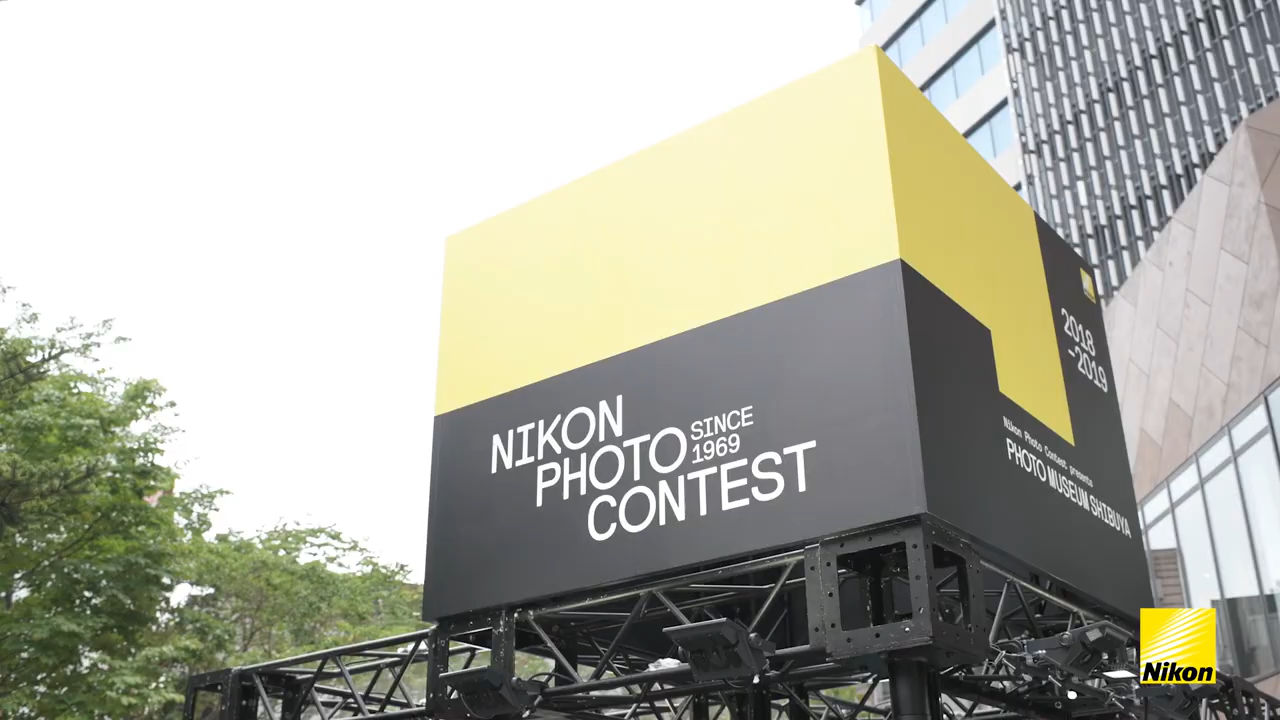 NIKON
PHOTO SINCE
1969
CONTEST
2018
-2019
Nikon Photo Contest presents
PHOTO MUSEUM SHIBUYA
Nikon